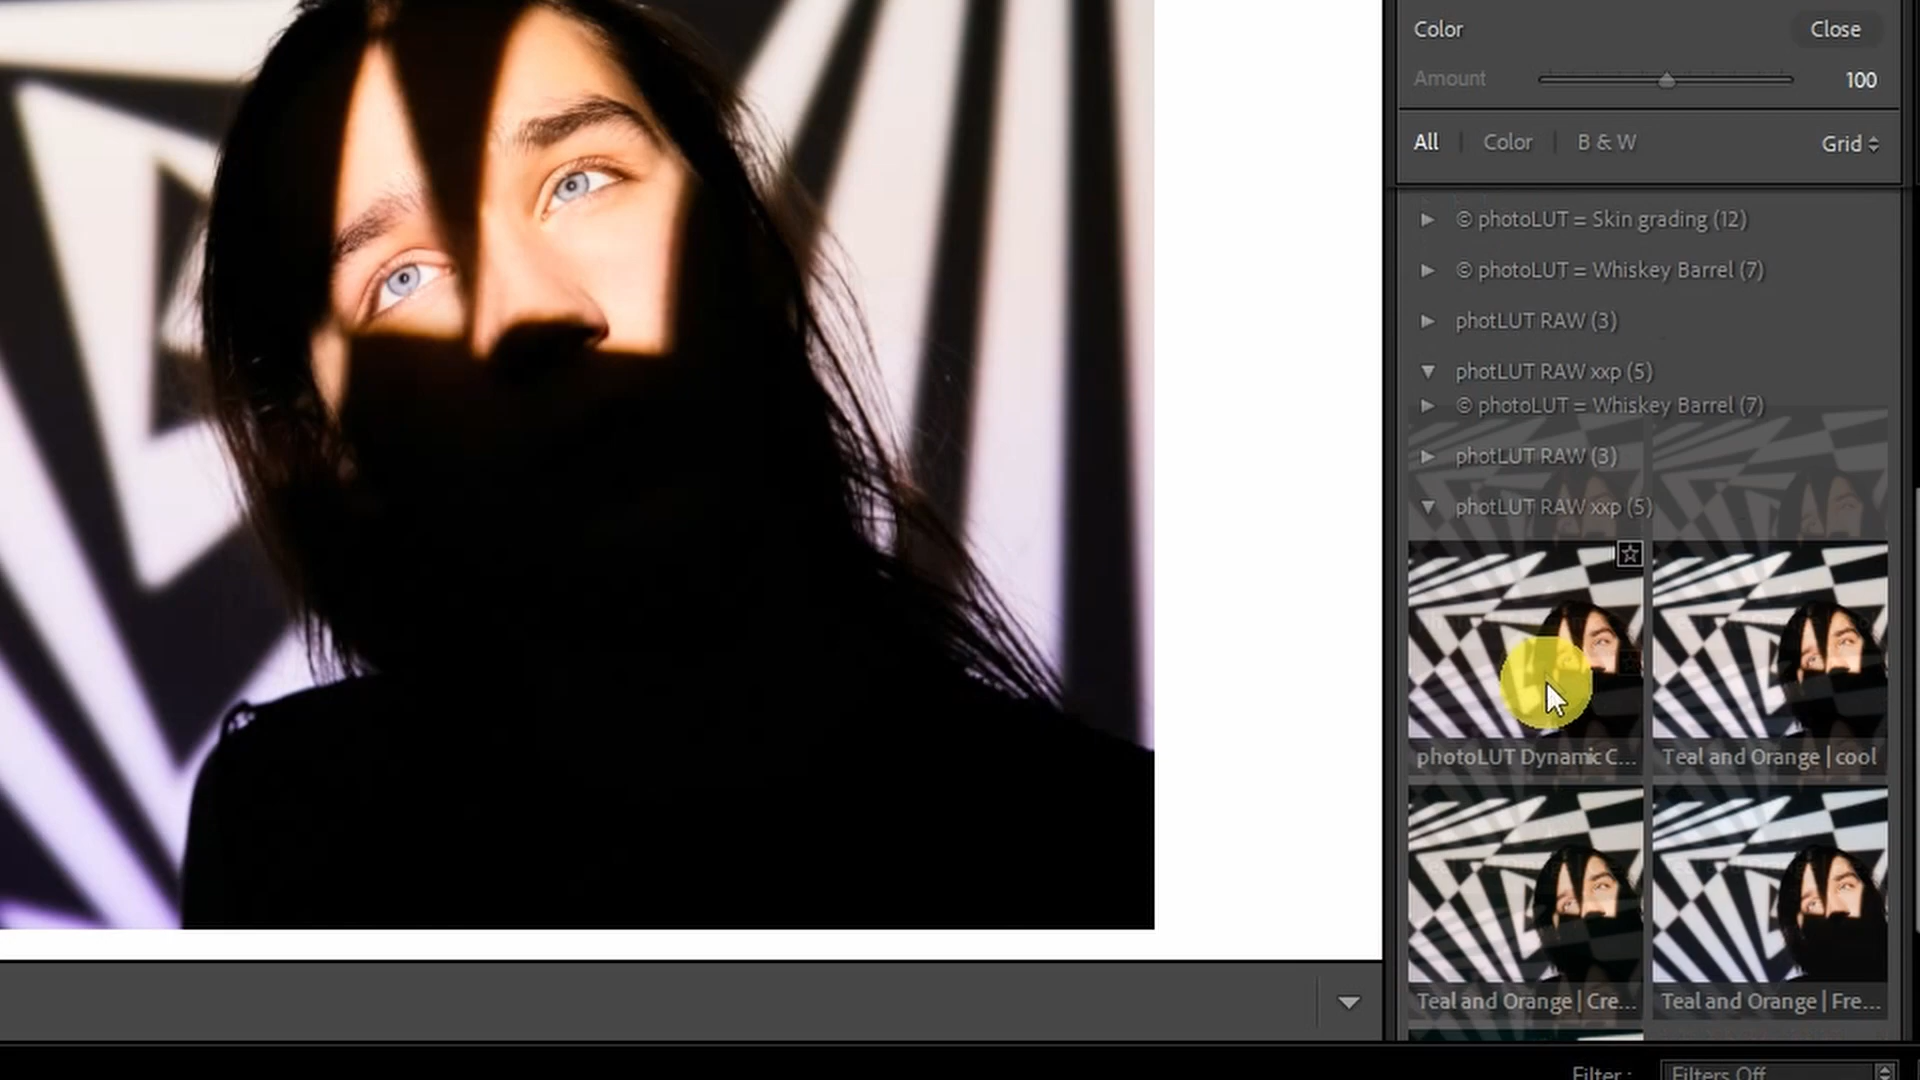 Color Close
Amount 100
All Color B & W Grid
© photoLUT = Skin grading (12)
© photoLUT = Whiskey Barrel (7)
photLUT RAW (3)
photLUT RAW xxp (5)
© photoLUT = Whiskey Barrel (7)
photLUT RAW (3)
photLUT RAW xxp (5)
photoLUT Dynamic C... Teal and Orange | cool
Teal and Orange | Cre... Teal and Orange | Fre...
Filter : Filters Off